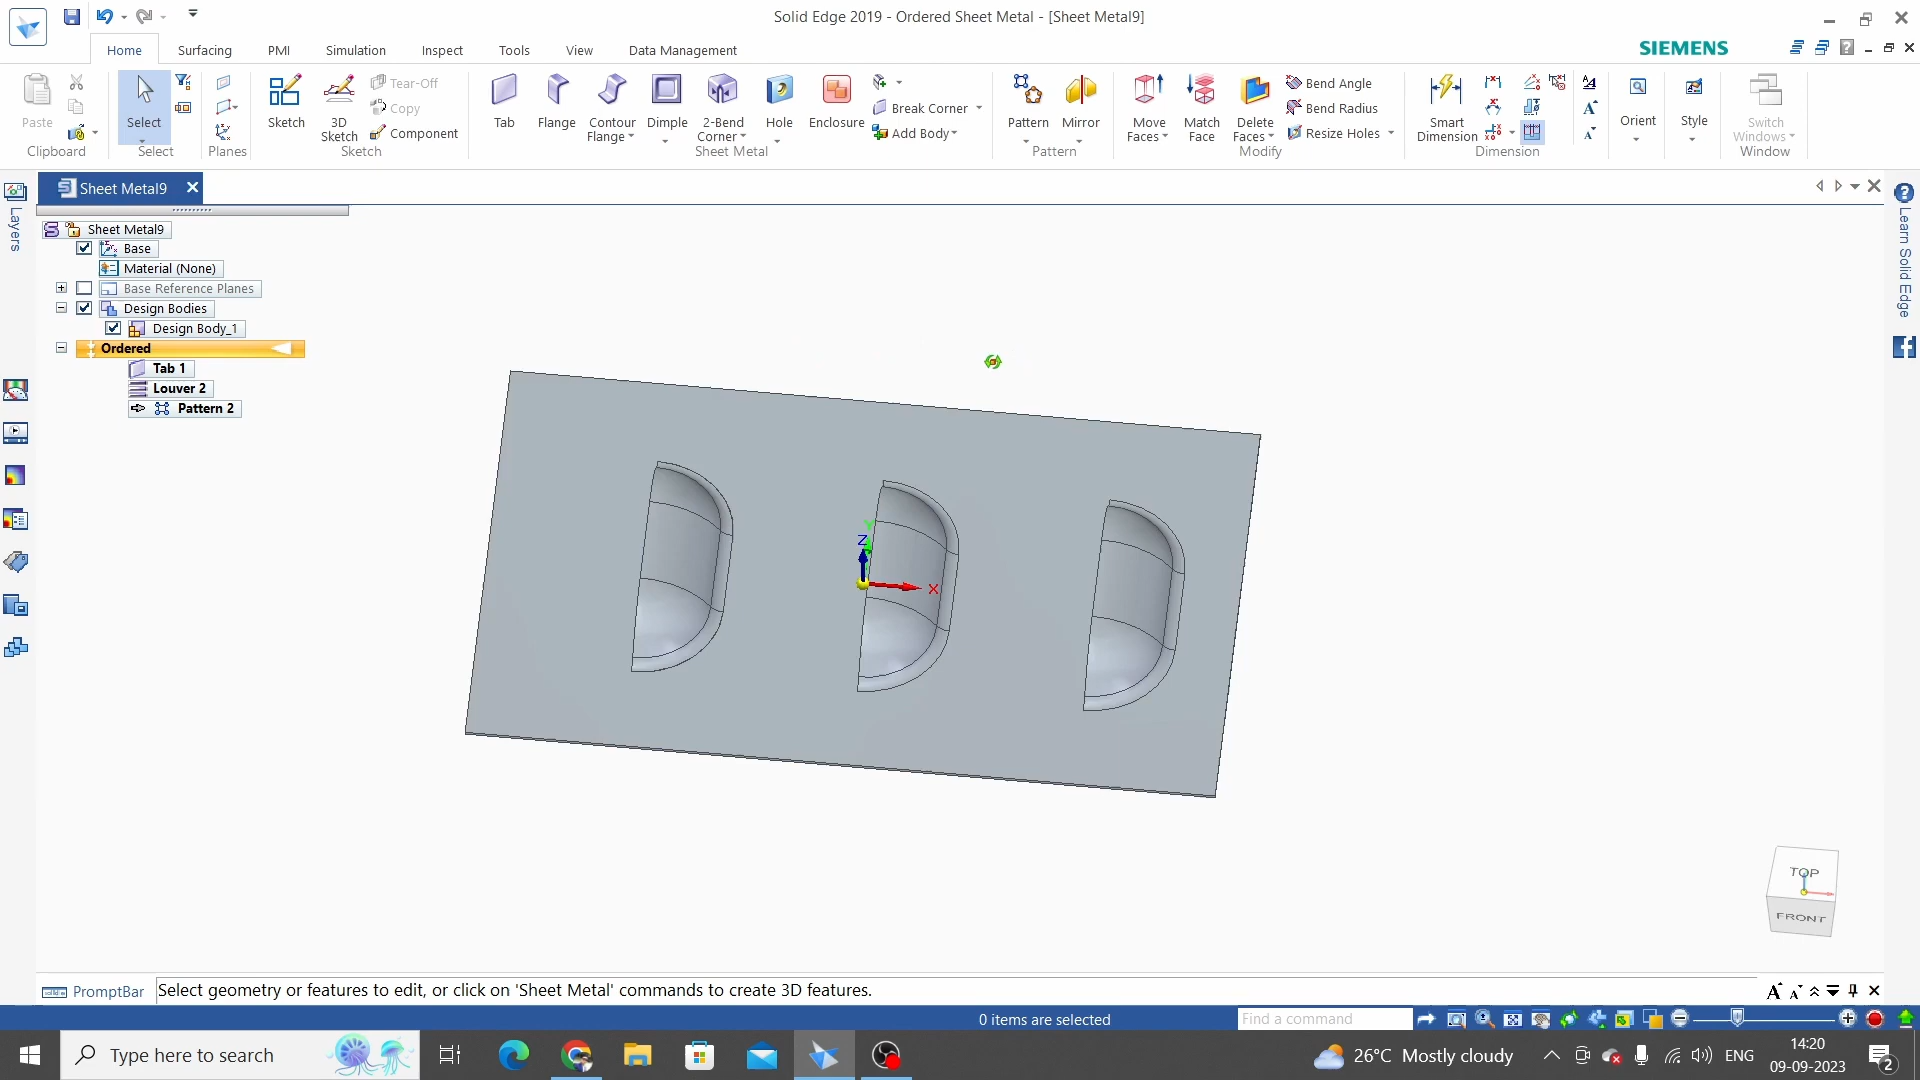 Solid Edge 2019 - Ordered Sheet Metal - [Sheet Metal9]
Home Surfacing PMI Simulation Inspect Tools View Data Management
SIEMENS
Paste
Clipboard
Select
Select
Planes
Sketch
3D Sketch
Tear-Off
Copy
Component
Sketch
Tab
Flange
Contour Flange
Dimple
2-Bend Corner
Hole
Enclosure
Break Corner
Add Body
Sheet Metal
Pattern
Mirror
Pattern
Move Faces
Match Face
Delete Faces
Bend Angle
Bend Radius
Resize Holes
Modify
Smart Dimension
Dimension
Orient
Style
Switch Windows
Window
Sheet Metal9
Layers
Learn Solid Edge
Sheet Metal9
Base
Material (None)
Base Reference Planes
Design Bodies
Design Body_1
Ordered
Tab 1
Louver 2
Pattern 2
Y
Z
X
TOP
FRONT
PromptBar
Select geometry or features to edit, or click on 'Sheet Metal' commands to create 3D features.
0 items are selected
Find a command
Type here to search
26°C Mostly cloudy
ENG
14:20
09-09-2023
2